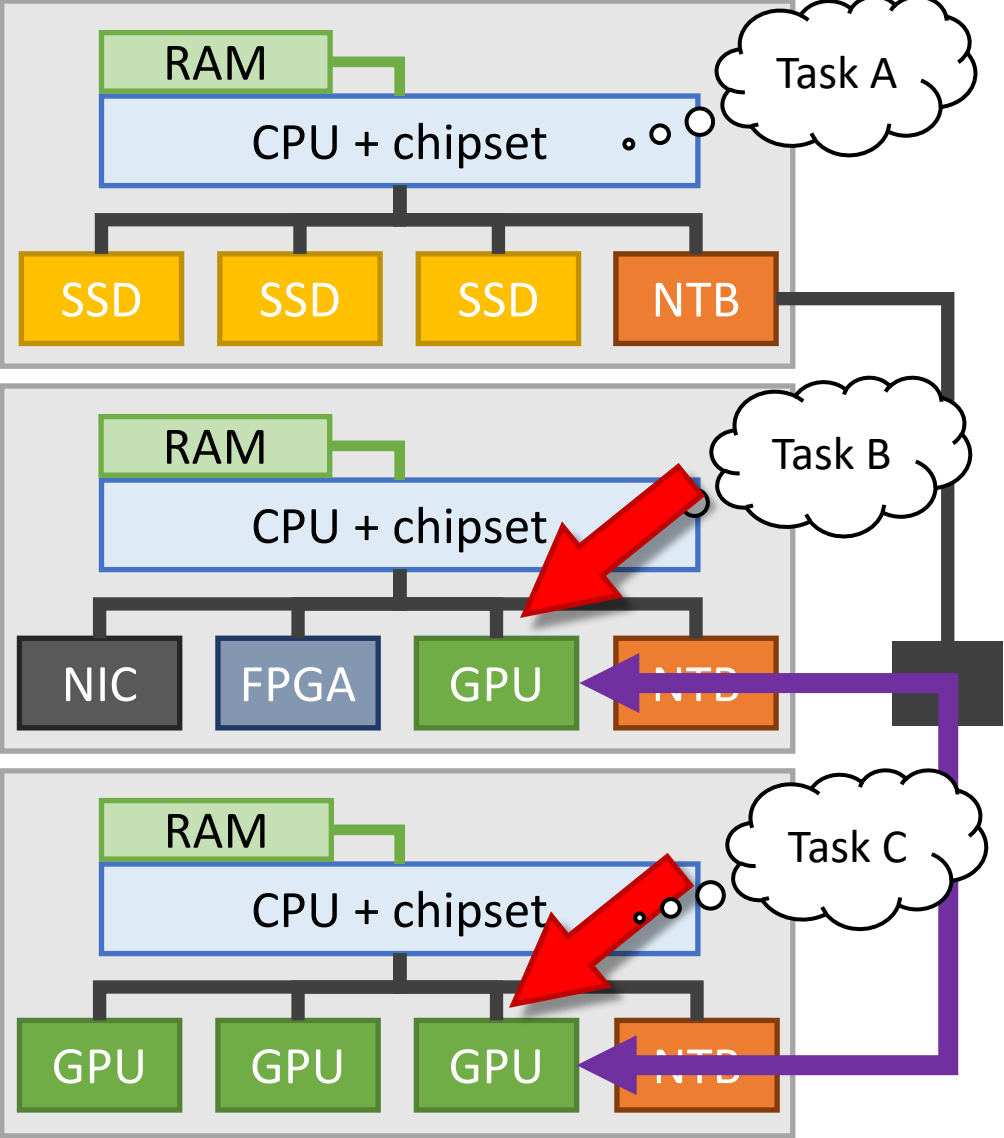 RAM
Task A
CPU + chipset
SSD
SSD
SSD
NTB
RAM
Task B
CPU + chipset
NIC
FPGA
GPU
NTB
RAM
Task C
CPU + chipset
GPU
GPU
GPU
NTB